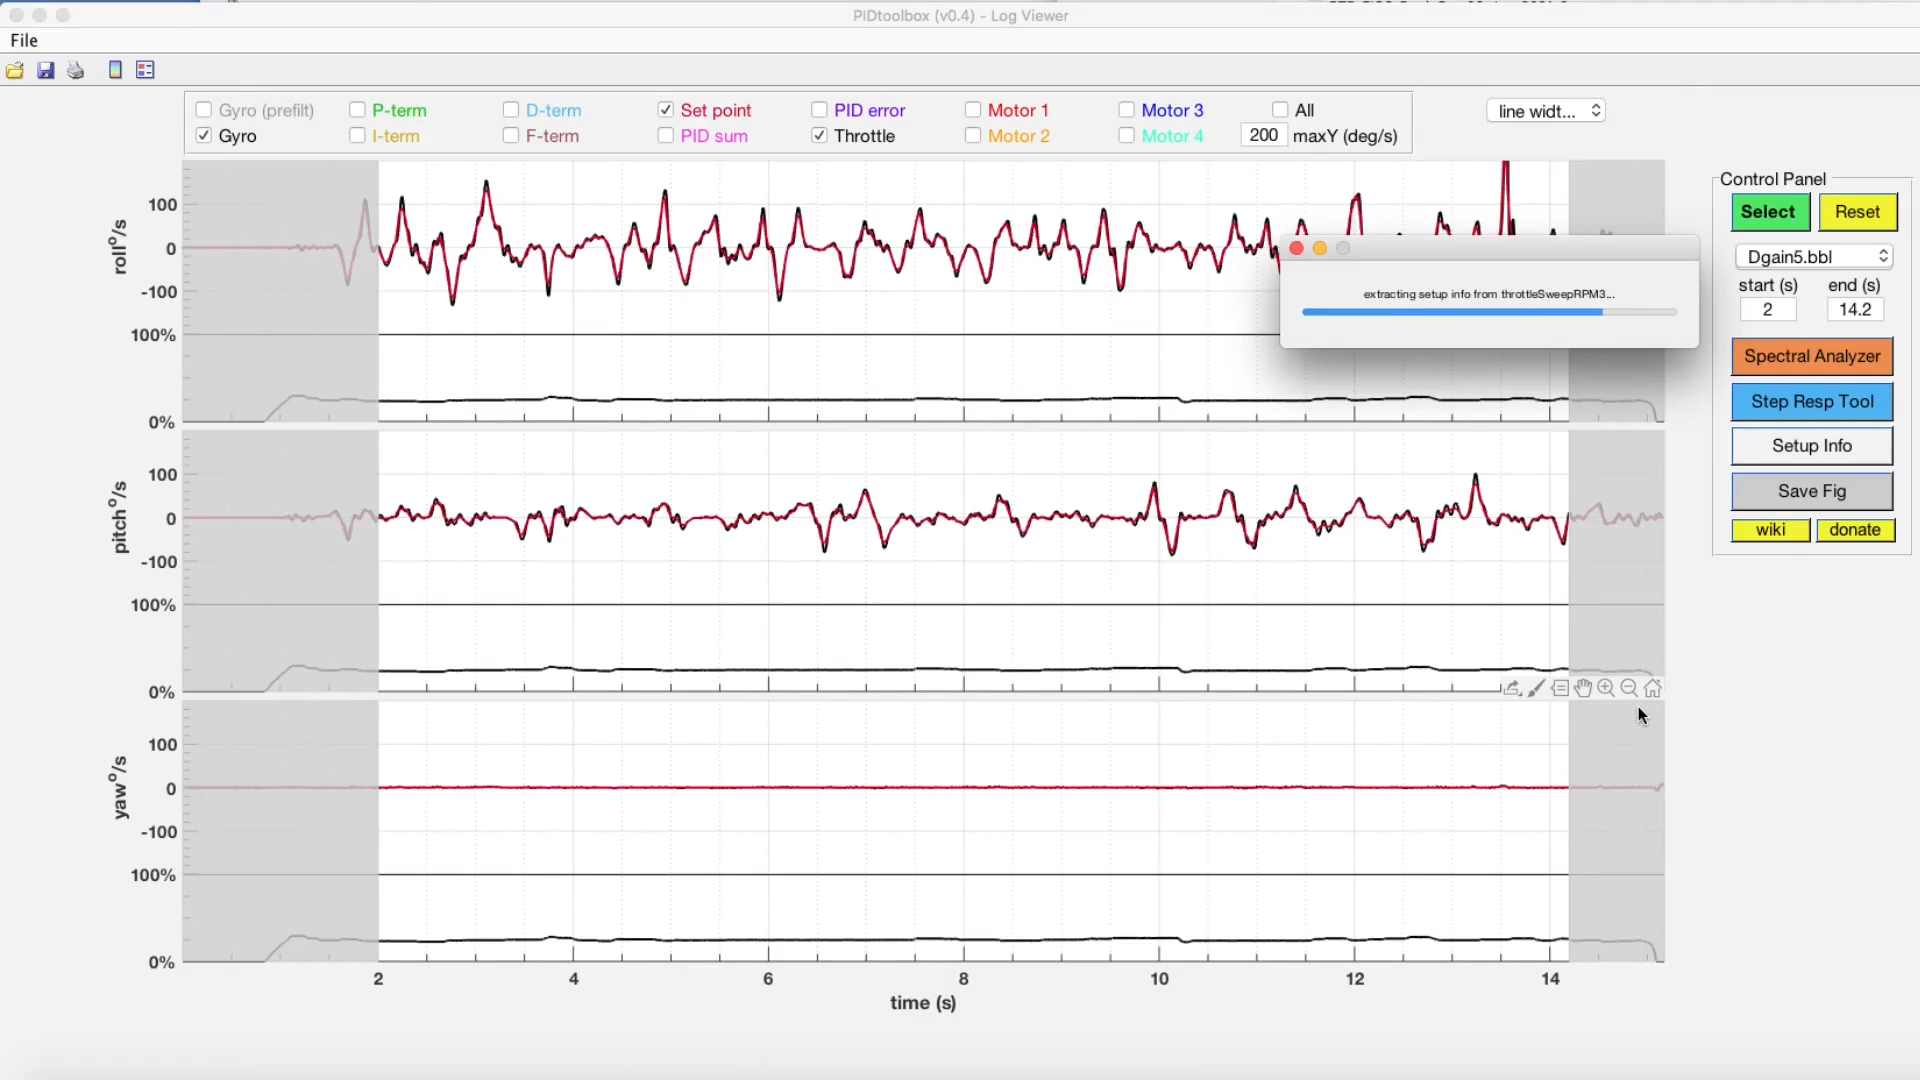 PIDtoolbox (v0.4) - Log Viewer
File
Gyro (prefilt) P-term D-term Set point PID error Motor 1 Motor 3 All
Gyro I-term F-term PID sum Throttle Motor 2 Motor 4 200 maxY (deg/s)
line widt...
Control Panel
Select Reset
Dgain5.bbl
start (s) end (s)
2 14.2
Spectral Analyzer
Step Resp Tool
Setup Info
Save Fig
wiki donate
extracting setup info from throttleSweepRPM3...
roll°/s
100
0
-100
100%
0%
pitch°/s
100
0
-100
100%
0%
yaw°/s
100
0
-100
100%
0%
2 4 6 8 10 12 14
time (s)